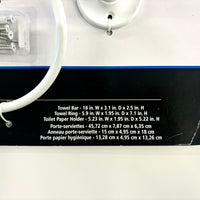 Towel Bar - 18 in. W x 3.1 in. D x 2.5 in. H
Towel Ring - 5.9 in. W x 1.95 in. D x 7.1 in. H
Toilet Paper Holder - 5.23 in. W x 1.95 in. D x 5.22 in. H
Porte-serviettes - 45,72 cm x 7,87 cm x 6,35 cm
Anneau porte-serviettes - 15 cm x 4,95 cm x 18 cm
Porte papier hygiénique - 13,28 cm x 4,95 cm x 13,26 cm